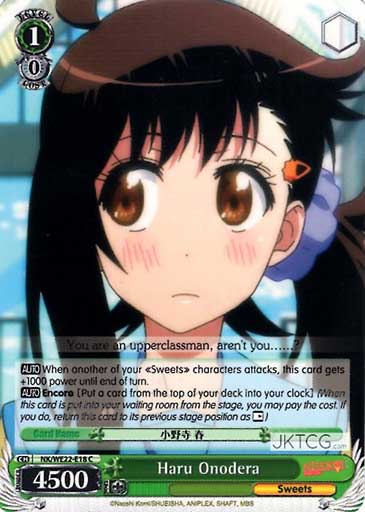 LEVEL
1
0
COST
You are an upperclassman, aren't you......?
AUTO When another of your «Sweets» characters attacks, this card gets
+1000 power until end of turn.
AUTO Encore [Put a card from the top of your deck into your clock] (When
this card is put into your waiting room from the stage, you may pay the cost. If
you do, return this card to its previous stage position as)
Card Name
小野寺 春
JKTCG.com
CH
NK/WE22-E18 C
4500
Haru Onodera
Sweets
©Naoshi Komi/SHUEISHA, ANIPLEX, SHAFT, MBS